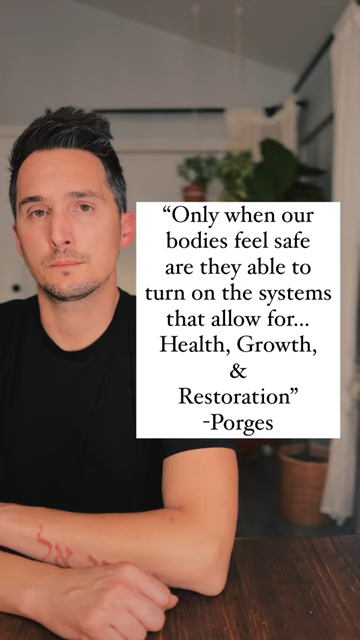 “Only when our
bodies feel safe
are they able to
turn on the systems
that allow for...
Health, Growth,
&
Restoration”
-Porges